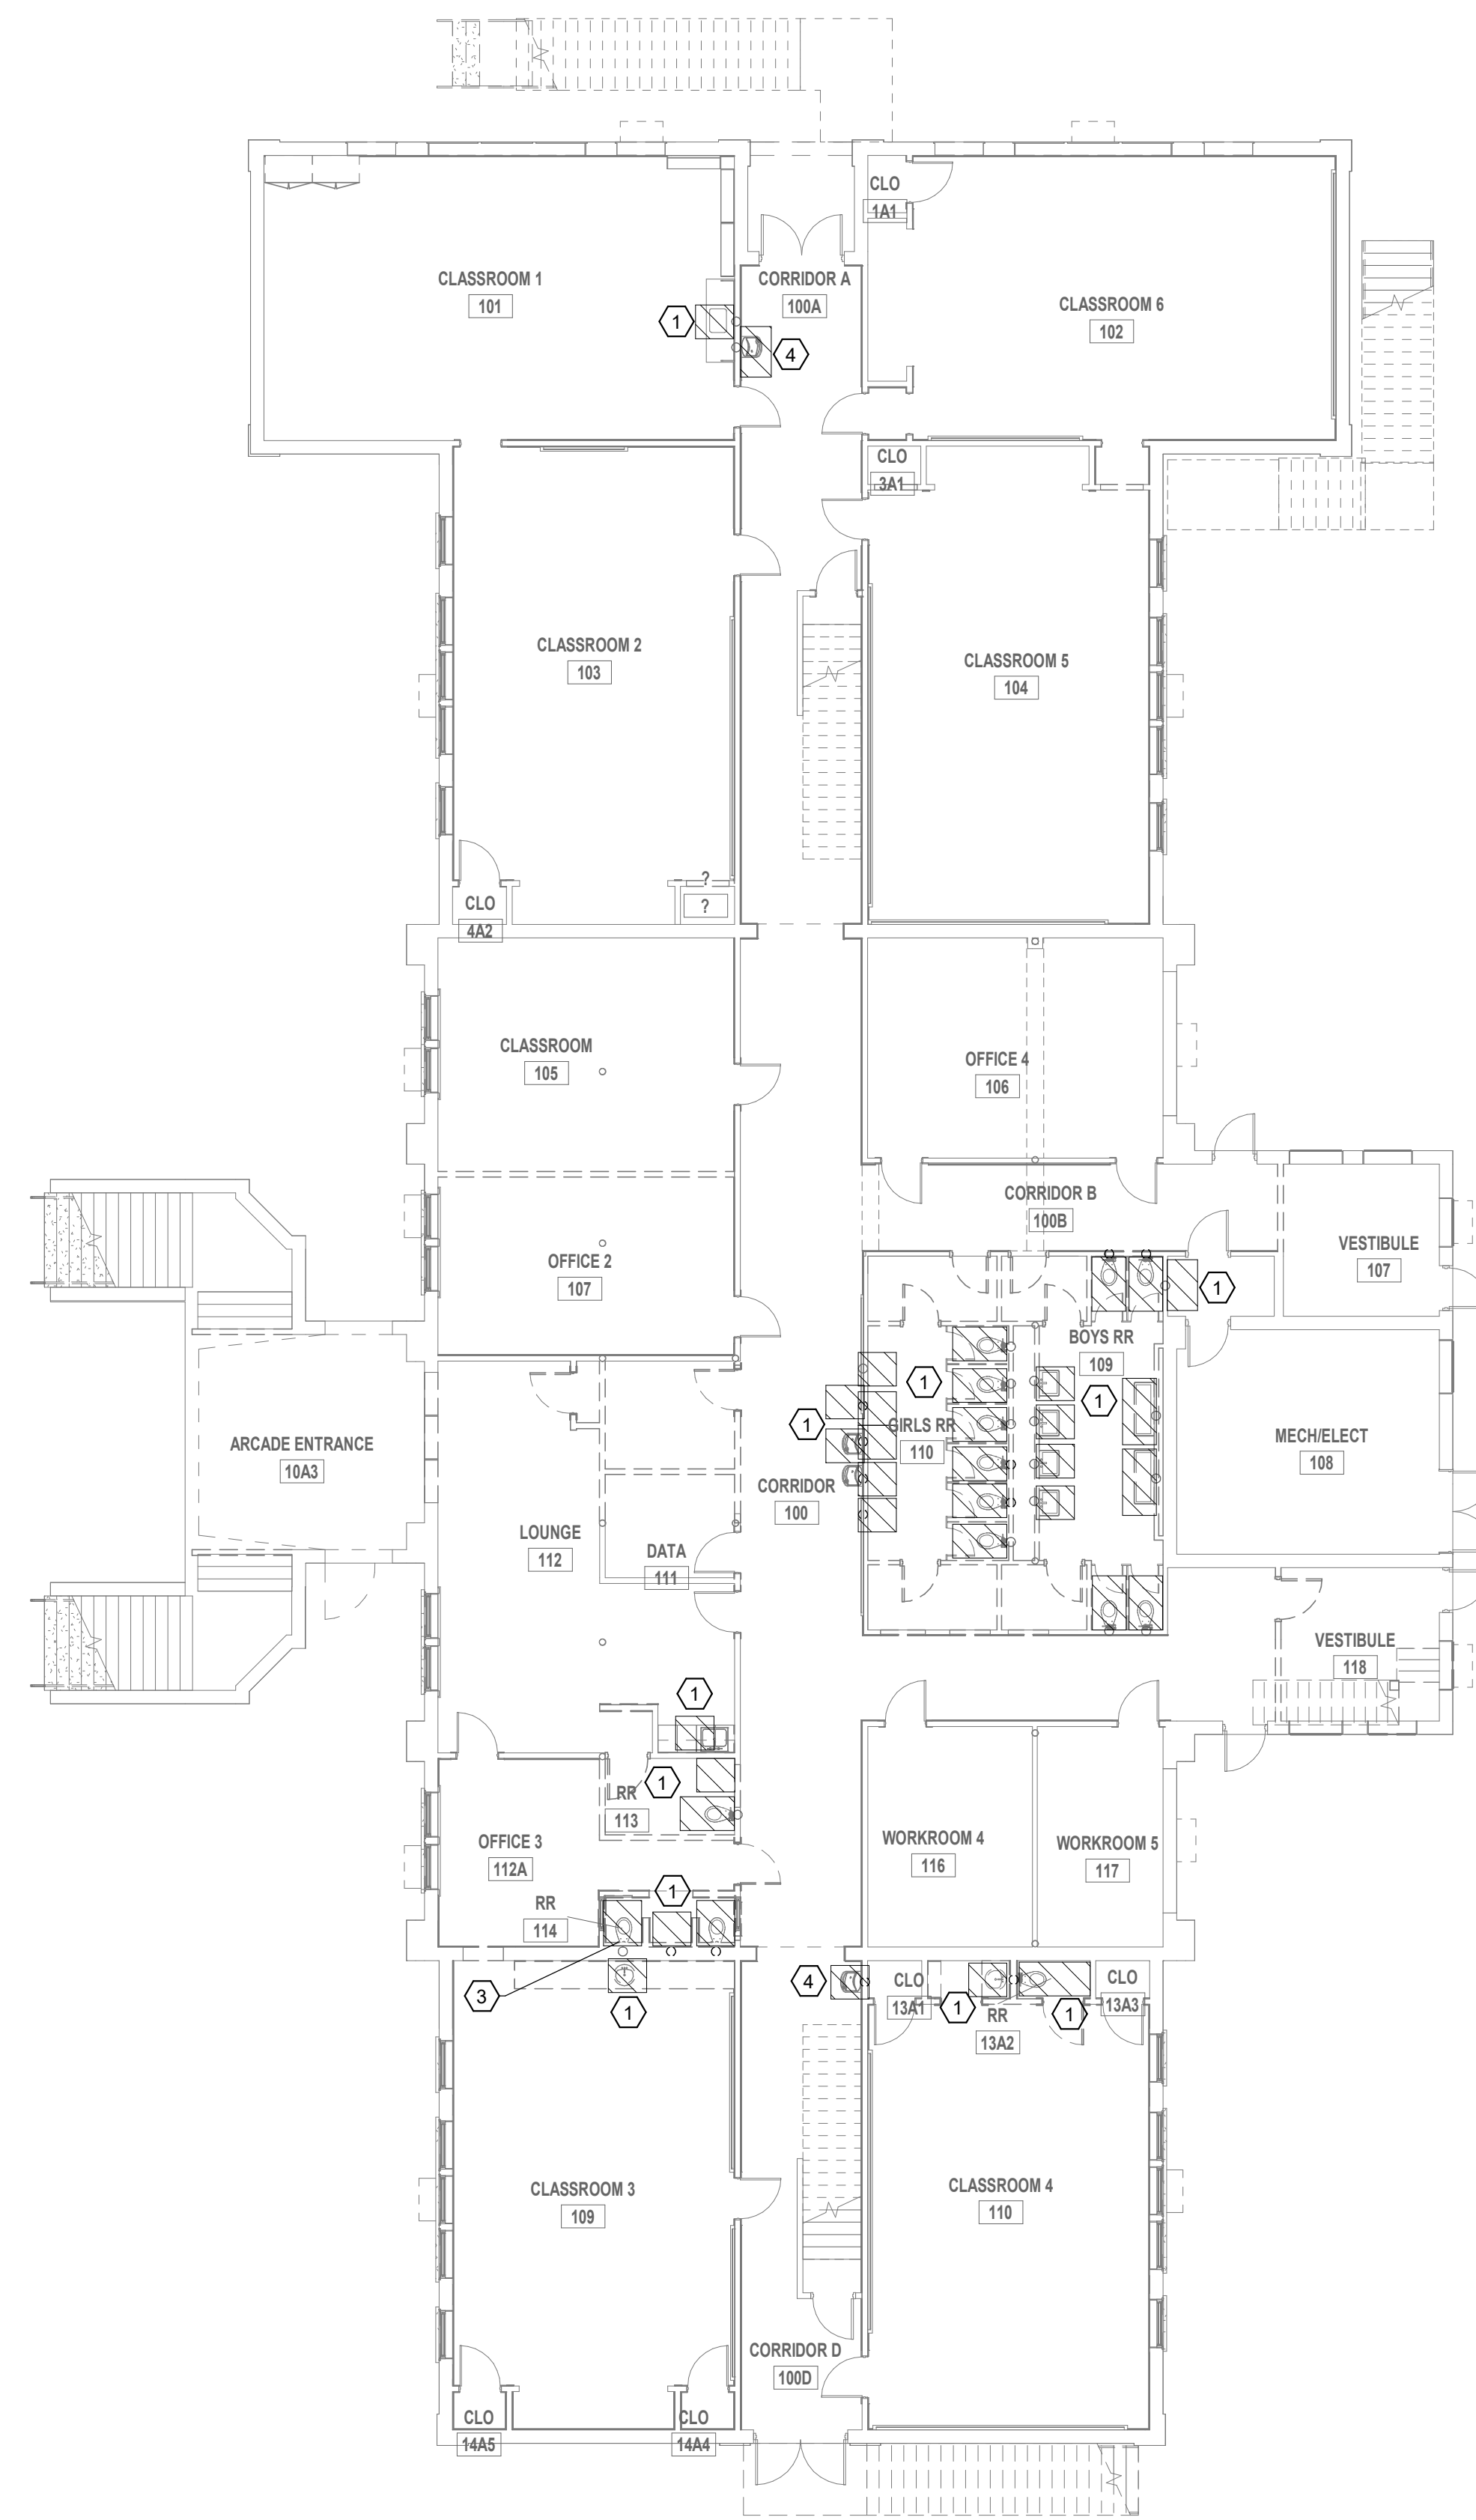 CLO
1A1
CLASSROOM 1
101
CORRIDOR A
100A
CLASSROOM 6
102
1
4
CLO
3A1
CLASSROOM 2
103
CLASSROOM 5
104
?
?
CLO
4A2
CLASSROOM
105
OFFICE 4
106
CORRIDOR B
100B
VESTIBULE
107
OFFICE 2
107
1
BOYS RR
109
1
1
1
GIRLS RR
110
ARCADE ENTRANCE
10A3
MECH/ELECT
108
CORRIDOR
100
LOUNGE
112
DATA
111
VESTIBULE
118
1
1
RR
113
OFFICE 3
112A
WORKROOM 4
116
WORKROOM 5
117
1
RR
114
3
1
4
CLO
13A1
1
RR
13A2
1
CLO
13A3
CLASSROOM 3
109
CLASSROOM 4
110
CORRIDOR D
100D
CLO
14A5
CLO
14A4